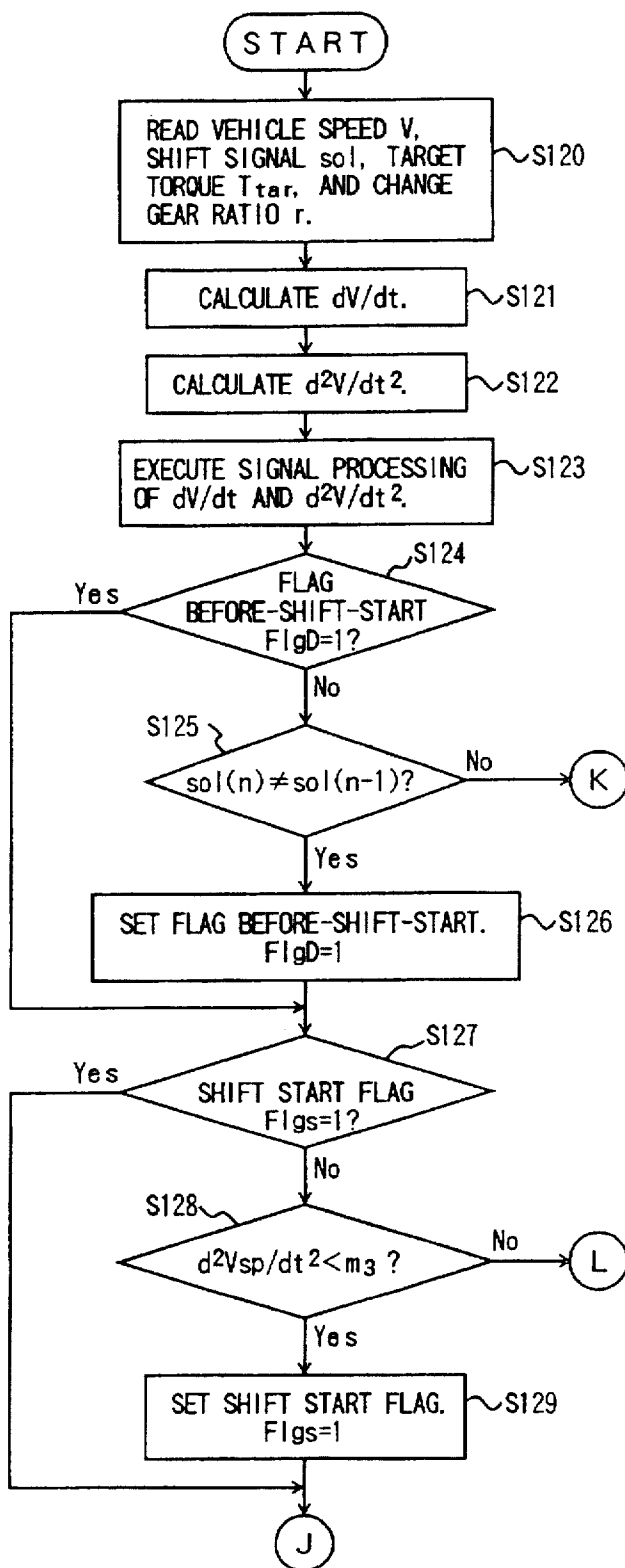 START
READ VEHICLE SPEED V,
SHIFT SIGNAL sol, TARGET
TORQUE Ttar, AND CHANGE
GEAR RATIO r.
S120
CALCULATE dV/dt.
S121
CALCULATE d²V/dt².
S122
EXECUTE SIGNAL PROCESSING
OF dV/dt AND d²V/dt².
S123
S124
FLAG
BEFORE-SHIFT-START
FlgD=1?
Yes
No
S125
sol(n)≠sol(n-1)?
No
K
Yes
SET FLAG BEFORE-SHIFT-START.
FlgD=1
S126
S127
SHIFT START FLAG
Flgs=1?
Yes
No
S128
d²Vsp/dt²<m₃ ?
No
L
Yes
SET SHIFT START FLAG.
Flgs=1
S129
J